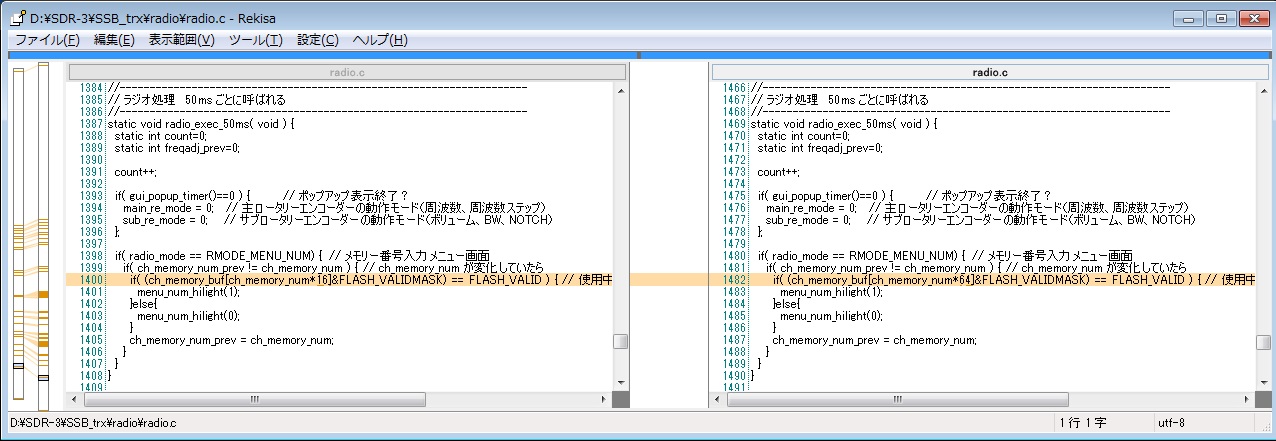 D:¥SDR-3¥SSB_trx¥radio¥radio.c - Rekisa
ファイル(F) 編集(E) 表示範囲(V) ツール(T) 設定(C) ヘルプ(H)
radio.c
1384 //------------------------------------------------------------------------------
1385 // ラジオ処理　50ms ごとに呼ばれる
1386 //------------------------------------------------------------------------------
1387 static void radio_exec_50ms( void ) {
1388 static int count=0;
1389 static int freqadj_prev=0;
1390
1391 count++;
1392
1393 if( gui_popup_timer()==0 ) { // ポップアップ表示終了？
1394 main_re_mode = 0; // 主ロータリーエンコーダーの動作モード(周波数、周波数ステップ)
1395 sub_re_mode = 0; // サブロータリーエンコーダーの動作モード(ボリューム、BW、NOTCH)
1396 }
1397
1398 if( radio_mode == RMODE_MENU_NUM) { // メモリー番号入力メニュー画面
1399 if( ch_memory_num_prev != ch_memory_num ) { // ch_memory_num が変化していたら
1400 if( (ch_memory_buf[ch_memory_num*16]&FLASH_VALIDMASK) == FLASH_VALID ) { // 使用中
1401 menu_num_hilight(1);
1402 }else{
1403 menu_num_hilight(0);
1404 }
1405 ch_memory_num_prev = ch_memory_num;
1406 }
1407 }
1408 }
1409
radio.c
1466 //------------------------------------------------------------------------------
1467 // ラジオ処理　50ms ごとに呼ばれる
1468 //------------------------------------------------------------------------------
1469 static void radio_exec_50ms( void ) {
1470 static int count=0;
1471 static int freqadj_prev=0;
1472
1473 count++;
1474
1475 if( gui_popup_timer()==0 ) { // ポップアップ表示終了？
1476 main_re_mode = 0; // 主ロータリーエンコーダーの動作モード(周波数、周波数ステップ)
1477 sub_re_mode = 0; // サブロータリーエンコーダーの動作モード(ボリューム、BW、NOTCH)
1478 }
1479
1480 if( radio_mode == RMODE_MENU_NUM) { // メモリー番号入力メニュー画面
1481 if( ch_memory_num_prev != ch_memory_num ) { // ch_memory_num が変化していたら
1482 if( (ch_memory_buf[ch_memory_num*64]&FLASH_VALIDMASK) == FLASH_VALID ) { // 使用中
1483 menu_num_hilight(1);
1484 }else{
1485 menu_num_hilight(0);
1486 }
1487 ch_memory_num_prev = ch_memory_num;
1488 }
1489 }
1490 }
1491
D:¥SDR-3¥SSB_trx¥radio¥radio.c 1 行 1 字 utf-8